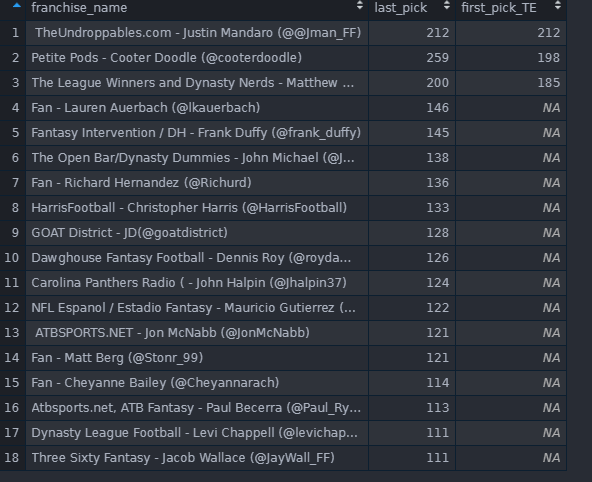 franchise_name last_pick first_pick_TE
1 TheUndroppables.com - Justin Mandaro (@@Jman_FF) 212 212
2 Petite Pods - Cooter Doodle (@cooterdoodle) 259 198
3 The League Winners and Dynasty Nerds - Matthew ... 200 185
4 Fan - Lauren Auerbach (@lkauerbach) 146 NA
5 Fantasy Intervention / DH - Frank Duffy (@frank_duffy) 145 NA
6 The Open Bar/Dynasty Dummies - John Michael (@J... 138 NA
7 Fan - Richard Hernandez (@Richurd) 136 NA
8 HarrisFootball - Christopher Harris (@HarrisFootball) 133 NA
9 GOAT District - JD(@goatdistrict) 128 NA
10 Dawghouse Fantasy Football - Dennis Roy (@royda... 126 NA
11 Carolina Panthers Radio ( - John Halpin (@Jhalpin37) 124 NA
12 NFL Espanol / Estadio Fantasy - Mauricio Gutierrez (... 122 NA
13 ATBSPORTS.NET - Jon McNabb (@JonMcNabb) 121 NA
14 Fan - Matt Berg (@Stonr_99) 121 NA
15 Fan - Cheyanne Bailey (@Cheyannarach) 114 NA
16 Atbsports.net, ATB Fantasy - Paul Becerra (@Paul_Ry... 113 NA
17 Dynasty League Football - Levi Chappell (@levichap... 111 NA
18 Three Sixty Fantasy - Jacob Wallace (@JayWall_FF) 111 NA